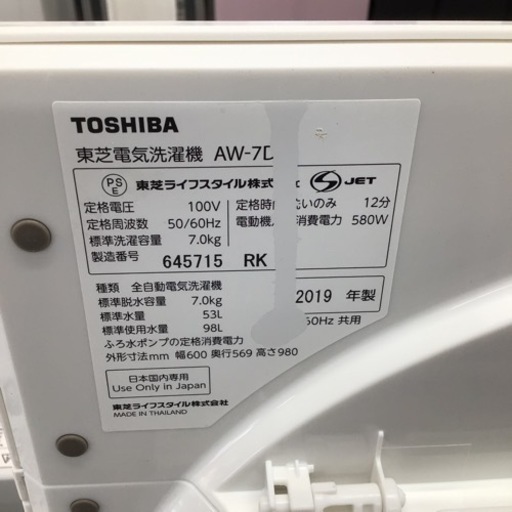 TOSHIBA
東芝電気洗濯機 AW-7D
PS
E
東芝ライフスタイル株式 JET
定格電圧 100V 定格時 いのみ 12分
定格周波数 50/60Hz 電動機 消費電力 580W
標準洗濯容量 7.0kg
製造番号 645715 RK
種類 全自動電気洗濯機
標準脱水容量 7.0kg 2019 年製
標準水量 53L
標準使用水量 98L 60Hz 共用
ふろ水ポンプの定格消費電力
外形寸法mm 幅600 奥行569 高さ980
日本国内専用
Use Only in Japan
東芝ライフスタイル株式会社
MADE IN THAILAND